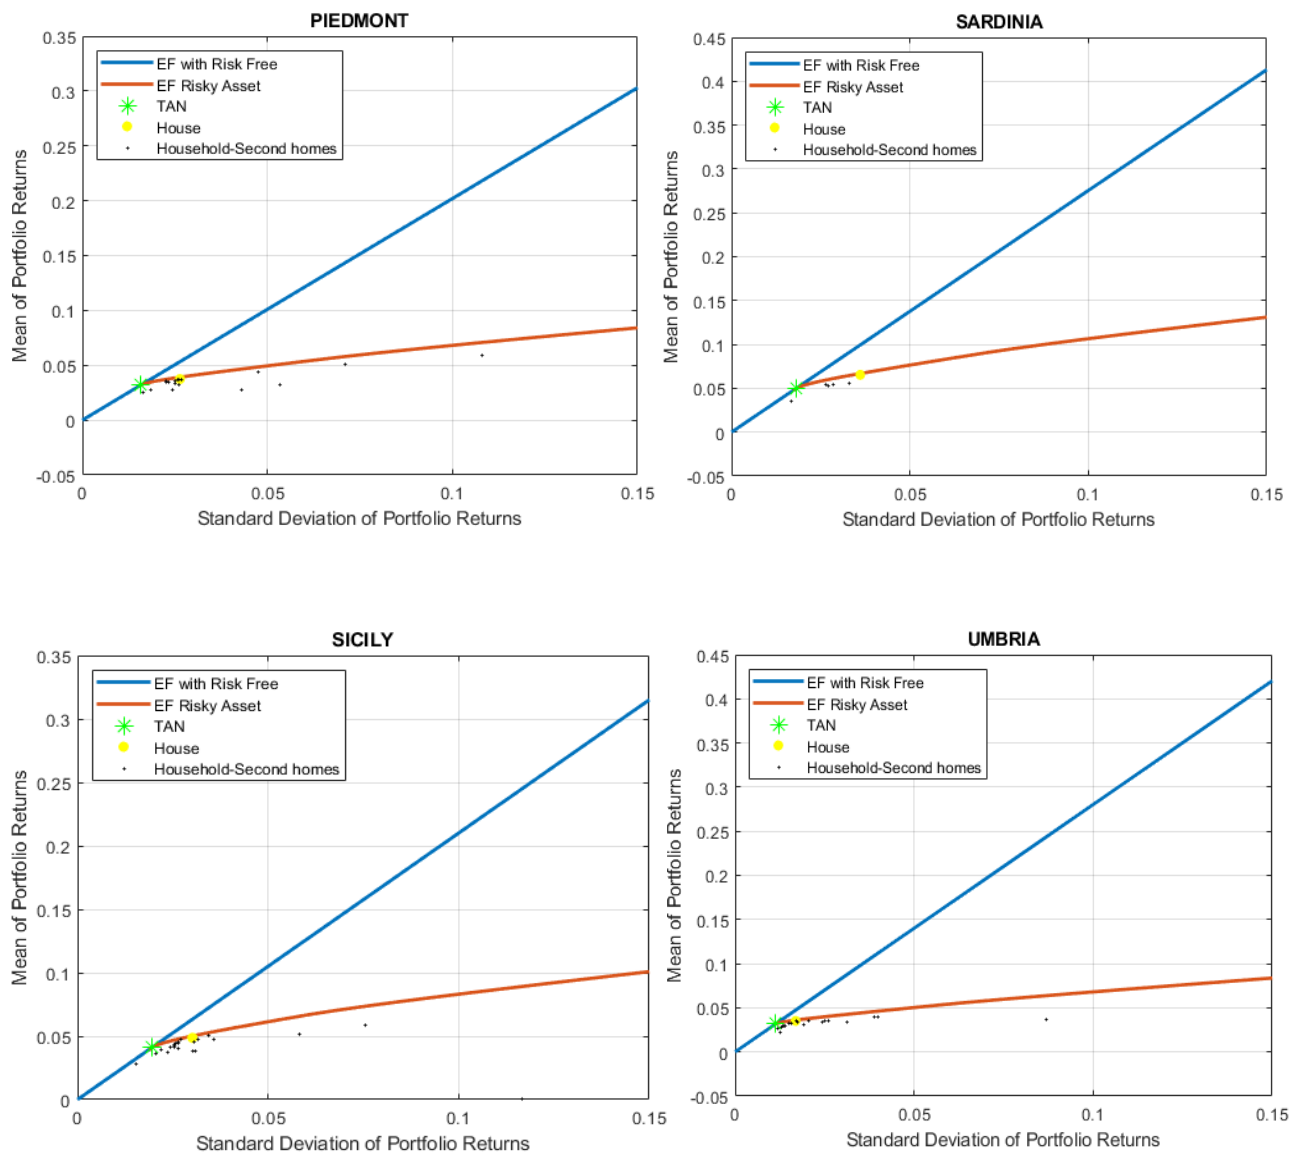 PIEDMONT
0.35
0.3
0.25
0.2
0.15
0.1
0.05
0
-0.05
Mean of Portfolio Returns
EF with Risk Free
EF Risky Asset
TAN
House
Household-Second homes
0 0.05 0.1 0.15
Standard Deviation of Portfolio Returns
SARDINIA
0.45
0.4
0.35
0.3
0.25
0.2
0.15
0.1
0.05
0
-0.05
Mean of Portfolio Returns
EF with Risk Free
EF Risky Asset
TAN
House
Household-Second homes
0 0.05 0.1 0.15
Standard Deviation of Portfolio Returns
SICILY
0.35
0.3
0.25
0.2
0.15
0.1
0.05
0
Mean of Portfolio Returns
EF with Risk Free
EF Risky Asset
TAN
House
Household-Second homes
0 0.05 0.1 0.15
Standard Deviation of Portfolio Returns
UMBRIA
0.45
0.4
0.35
0.3
0.25
0.2
0.15
0.1
0.05
0
-0.05
Mean of Portfolio Returns
EF with Risk Free
EF Risky Asset
TAN
House
Household-Second homes
0 0.05 0.1 0.15
Standard Deviation of Portfolio Returns